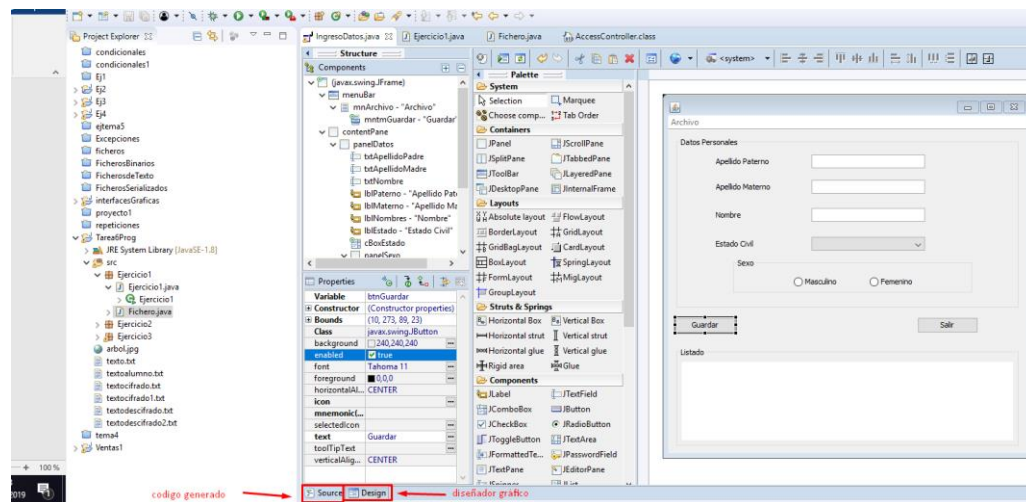 Project Explorer
condicionales
condicionales1
Ej1
Ej2
Ej3
Ej4
ejtema5
Excepciones
ficheros
FicherosBinarios
FicherosdeTexto
FicherosSerializados
interfacesGraficas
proyecto1
repeticiones
Tarea6Prog
JRE System Library [JavaSE-1.8]
src
Ejercicio1
Ejercicio1.java
Ejercicio1
Fichero.java
Ejercicio2
Ejercicio3
arbol.jpg
texto.txt
textoalumno.txt
textocifrado.txt
textocifrado1.txt
textodescifrado.txt
textodescifrado2.txt
tema4
Ventas1
100 %
2019
codigo generado
IngresoDatos.java
Ejercicio1.java
Fichero.java
AccessController.class
Structure
Components
(javax.swing.JFrame)
menuBar
mnArchivo - "Archivo"
mntmGuardar - "Guardar"
contentPane
panelDatos
txtApellidoPadre
txtApellidoMadre
txtNombre
lblPaterno - "Apellido Pate
lblMaterno - "Apellido Ma
lblNombres - "Nombre"
lblEstado - "Estado Civil"
cBoxEstado
panelSexo
Properties
Variable btnGuardar
Constructor (Constructor properties)
Bounds (10, 273, 89, 23)
Class javax.swing.JButton
background 240,240,240
enabled true
font Tahoma 11
foreground 0,0,0
horizontalAl... CENTER
icon
mnemonic(...
selectedIcon
text Guardar
toolTipText
verticalAlig... CENTER
Source Design
diseñador gráfico
<system>
Palette
System
Selection Marquee
Choose comp... Tab Order
Containers
JPanel JScrollPane
JSplitPane JTabbedPane
JToolBar JLayeredPane
JDesktopPane JInternalFrame
Layouts
Absolute layout FlowLayout
BorderLayout GridLayout
GridBagLayout CardLayout
BoxLayout SpringLayout
FormLayout MigLayout
GroupLayout
Struts & Springs
Horizontal Box Vertical Box
Horizontal strut Vertical strut
Horizontal glue Vertical glue
Rigid area Glue
Components
JLabel JTextField
JComboBox JButton
JCheckBox JRadioButton
JToggleButton JTextArea
JFormattedTe... JPasswordField
JTextPane JEditorPane
JSpinner JList
Archivo
Datos Personales
Apellido Paterno
Apellido Materno
Nombre
Estado Civil
Sexo
Masculino Femenino
Guardar Salir
Listado